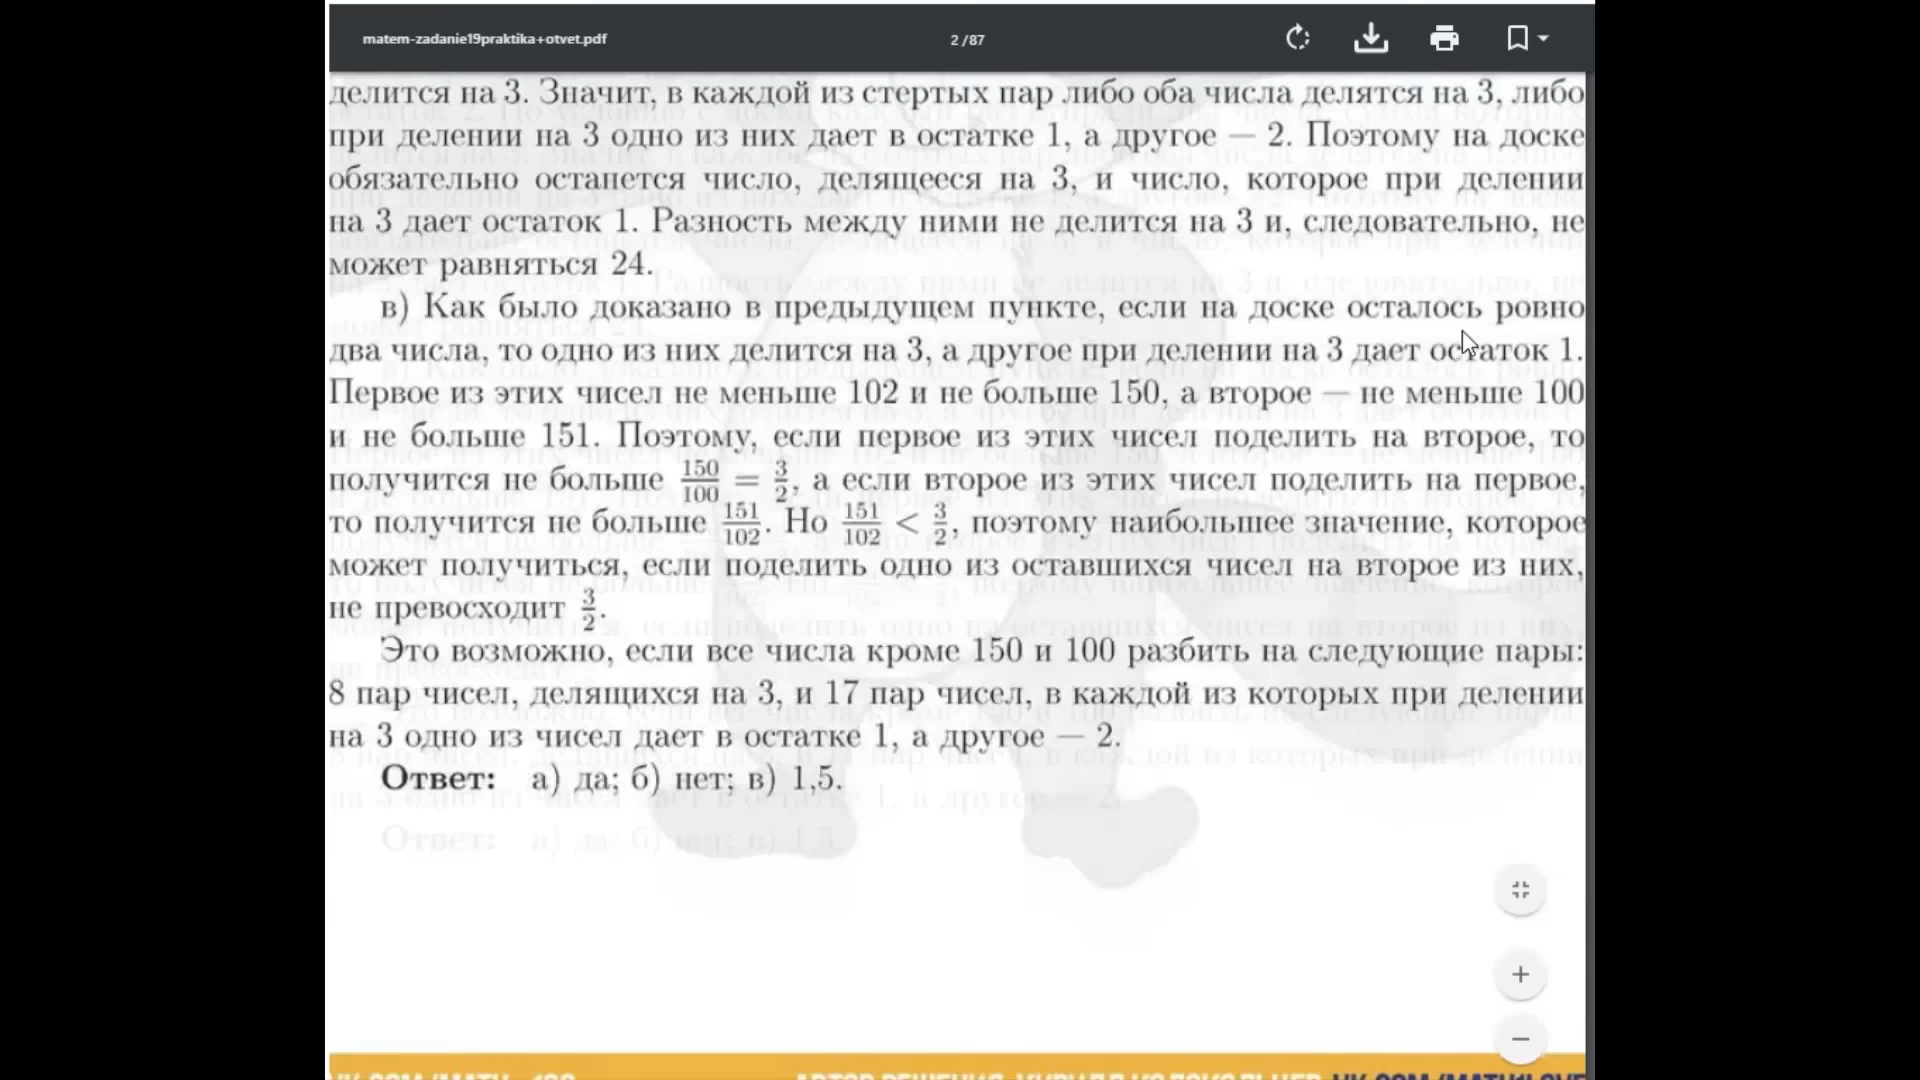 matem-zadanie19praktika+otvet.pdf 2 /87
делится на 3. Значит, в каждой из стертых пар либо оба числа делятся на 3, либо
при делении на 3 одно из них дает в остатке 1, а другое — 2. Поэтому на доске
обязательно останется число, делящееся на 3, и число, которое при делении
на 3 дает остаток 1. Разность между ними не делится на 3 и, следовательно, не
может равняться 24.
в) Как было доказано в предыдущем пункте, если на доске осталось ровно
два числа, то одно из них делится на 3, а другое при делении на 3 дает остаток 1.
Первое из этих чисел не меньше 102 и не больше 150, а второе — не меньше 100
и не больше 151. Поэтому, если первое из этих чисел поделить на второе, то
получится не больше 150/100 = 3/2, а если второе из этих чисел поделить на первое,
то получится не больше 151/102. Но 151/102 < 3/2, поэтому наибольшее значение, которое
может получиться, если поделить одно из оставшихся чисел на второе из них,
не превосходит 3/2.
Это возможно, если все числа кроме 150 и 100 разбить на следующие пары:
8 пар чисел, делящихся на 3, и 17 пар чисел, в каждой из которых при делении
на 3 одно из чисел дает в остатке 1, а другое — 2.
Ответ: а) да; б) нет; в) 1,5.